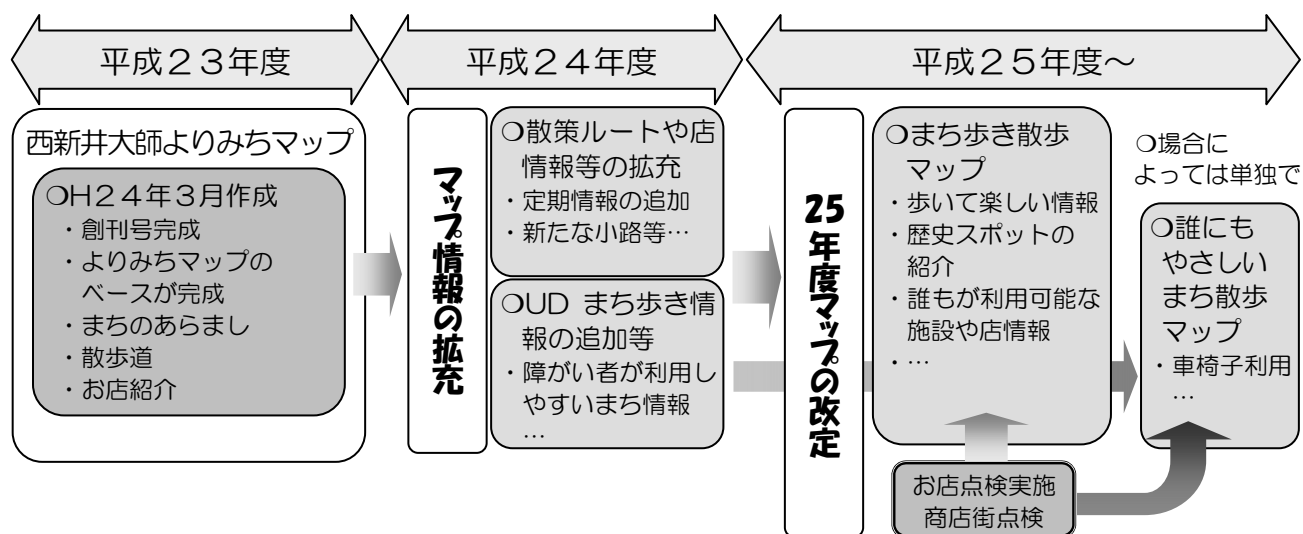 平成２３年度
平成２４年度
平成２５年度～
西新井大師よりみちマップ
○H２４年３月作成
・創刊号完成
・よりみちマップの
ベースが完成
・まちのあらまし
・散歩道
・お店紹介
マップ情報の拡充
○散策ルートや店
情報等の拡充
・定期情報の追加
・新たな小路等…
○UD まち歩き情
報の追加等
・障がい者が利用し
やすいまち情報
…
25年度マップの改定
○まち歩き散歩
マップ
・歩いて楽しい情報
・歴史スポットの
紹介
・誰もが利用可能な
施設や店情報
・…
○場合に
よっては単独で
○誰にも
やさしい
まち散歩
マップ
・車椅子利用
…
お店点検実施
商店街点検